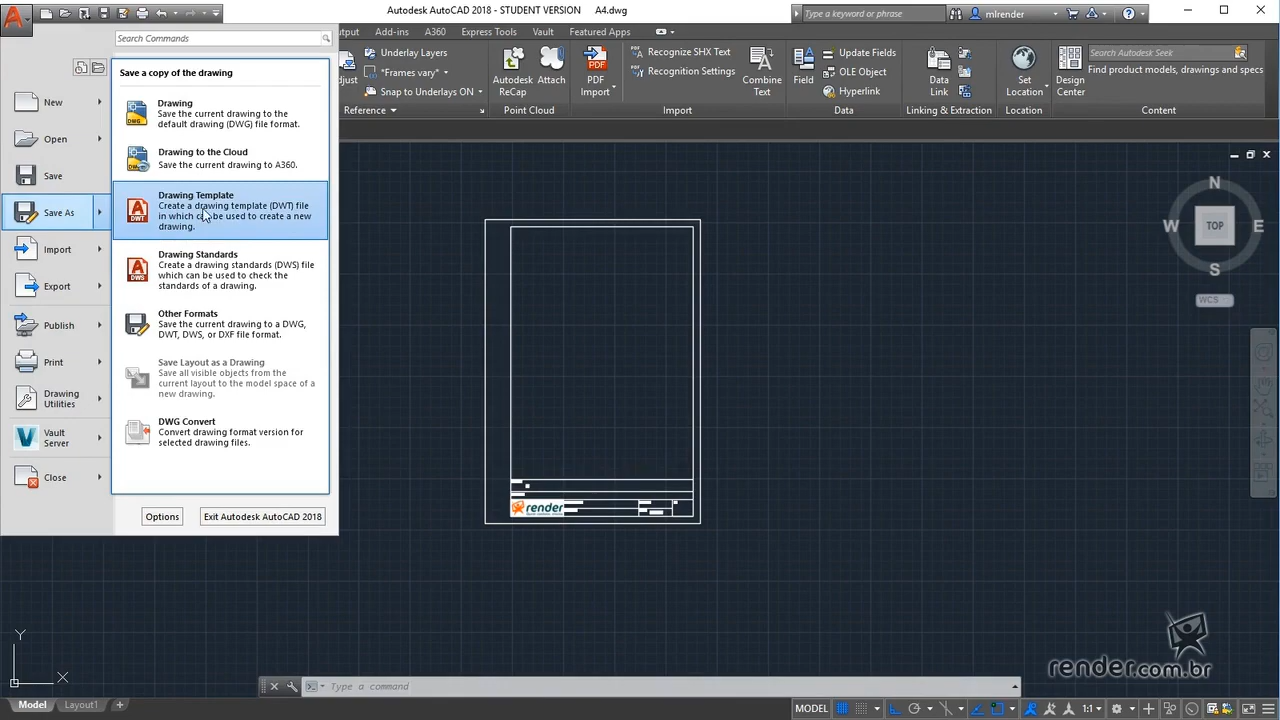 Autodesk AutoCAD 2018 - STUDENT VERSION A4.dwg
Type a keyword or phrase
mlrender
Add-ins A360 Express Tools Vault Featured Apps
Search Commands
Save a copy of the drawing
New
Open
Save
Save As
Import
Export
Publish
Print
Drawing
Utilities
Vault
Server
Close
Drawing
Save the current drawing to the
default drawing (DWG) file format.
Drawing to the Cloud
Save the current drawing to A360.
Drawing Template
Create a drawing template (DWT) file
in which can be used to create a new
drawing.
Drawing Standards
Create a drawing standards (DWS) file
which can be used to check the
standards of a drawing.
Other Formats
Save the current drawing to a DWG,
DWT, DWS, or DXF file format.
Save Layout as a Drawing
Save all visible objects from the
current layout to the model space of a
new drawing.
DWG Convert
Convert drawing format version for
selected drawing files.
Options
Exit Autodesk AutoCAD 2018
Underlay Layers
*Frames vary*
Snap to Underlays ON
Reference
Autodesk
ReCap
Attach
Point Cloud
PDF
Import
Recognize SHX Text
Recognition Settings
Combine
Text
Import
Field
Update Fields
OLE Object
Hyperlink
Data
Data
Link
Linking & Extraction
Set
Location
Location
Design
Center
Search Autodesk Seek
Find product models, drawings and specs
Content
N
W TOP E
S
WCS
render
Y
X
render.com.br
Type a command
Model Layout1 +
MODEL 1:1